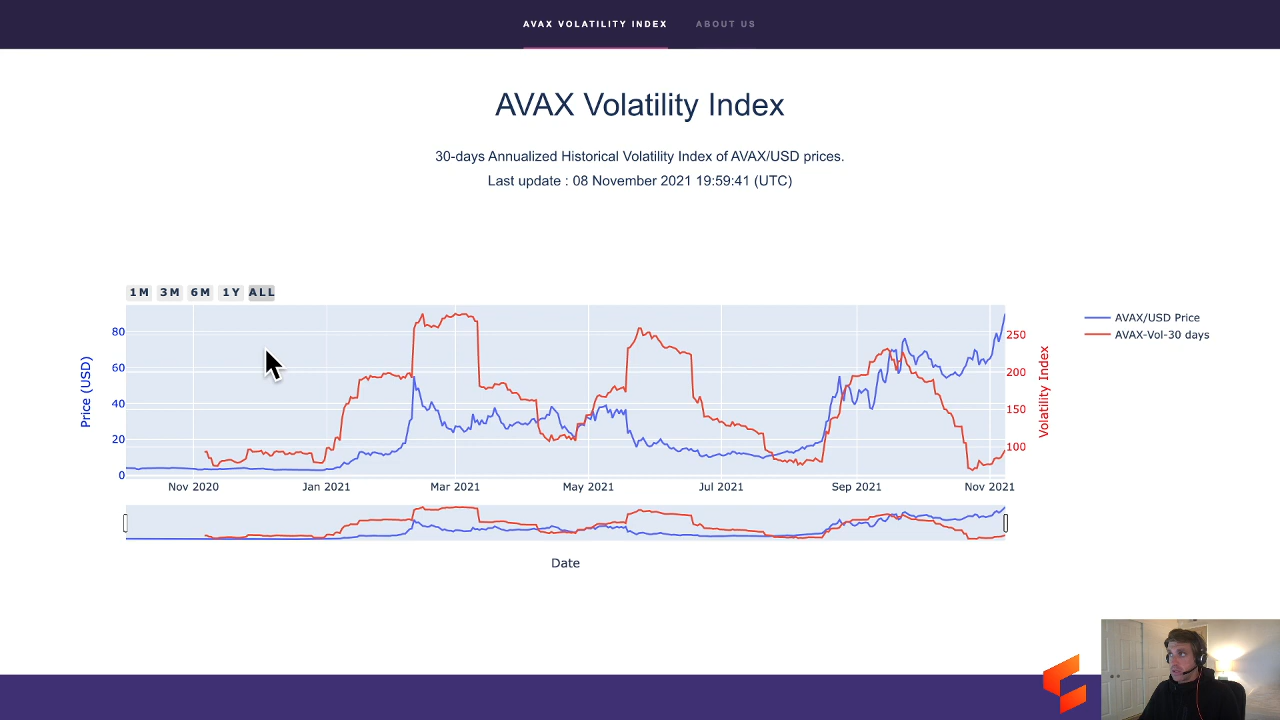 AVAX VOLATILITY INDEX ABOUT US
AVAX Volatility Index
30-days Annualized Historical Volatility Index of AVAX/USD prices.
Last update : 08 November 2021 19:59:41 (UTC)
1M 3M 6M 1Y ALL
AVAX/USD Price
AVAX-Vol-30 days
Price (USD)
80
60
40
20
0
250
200
150
100
Volatility Index
Nov 2020 Jan 2021 Mar 2021 May 2021 Jul 2021 Sep 2021 Nov 2021
Date